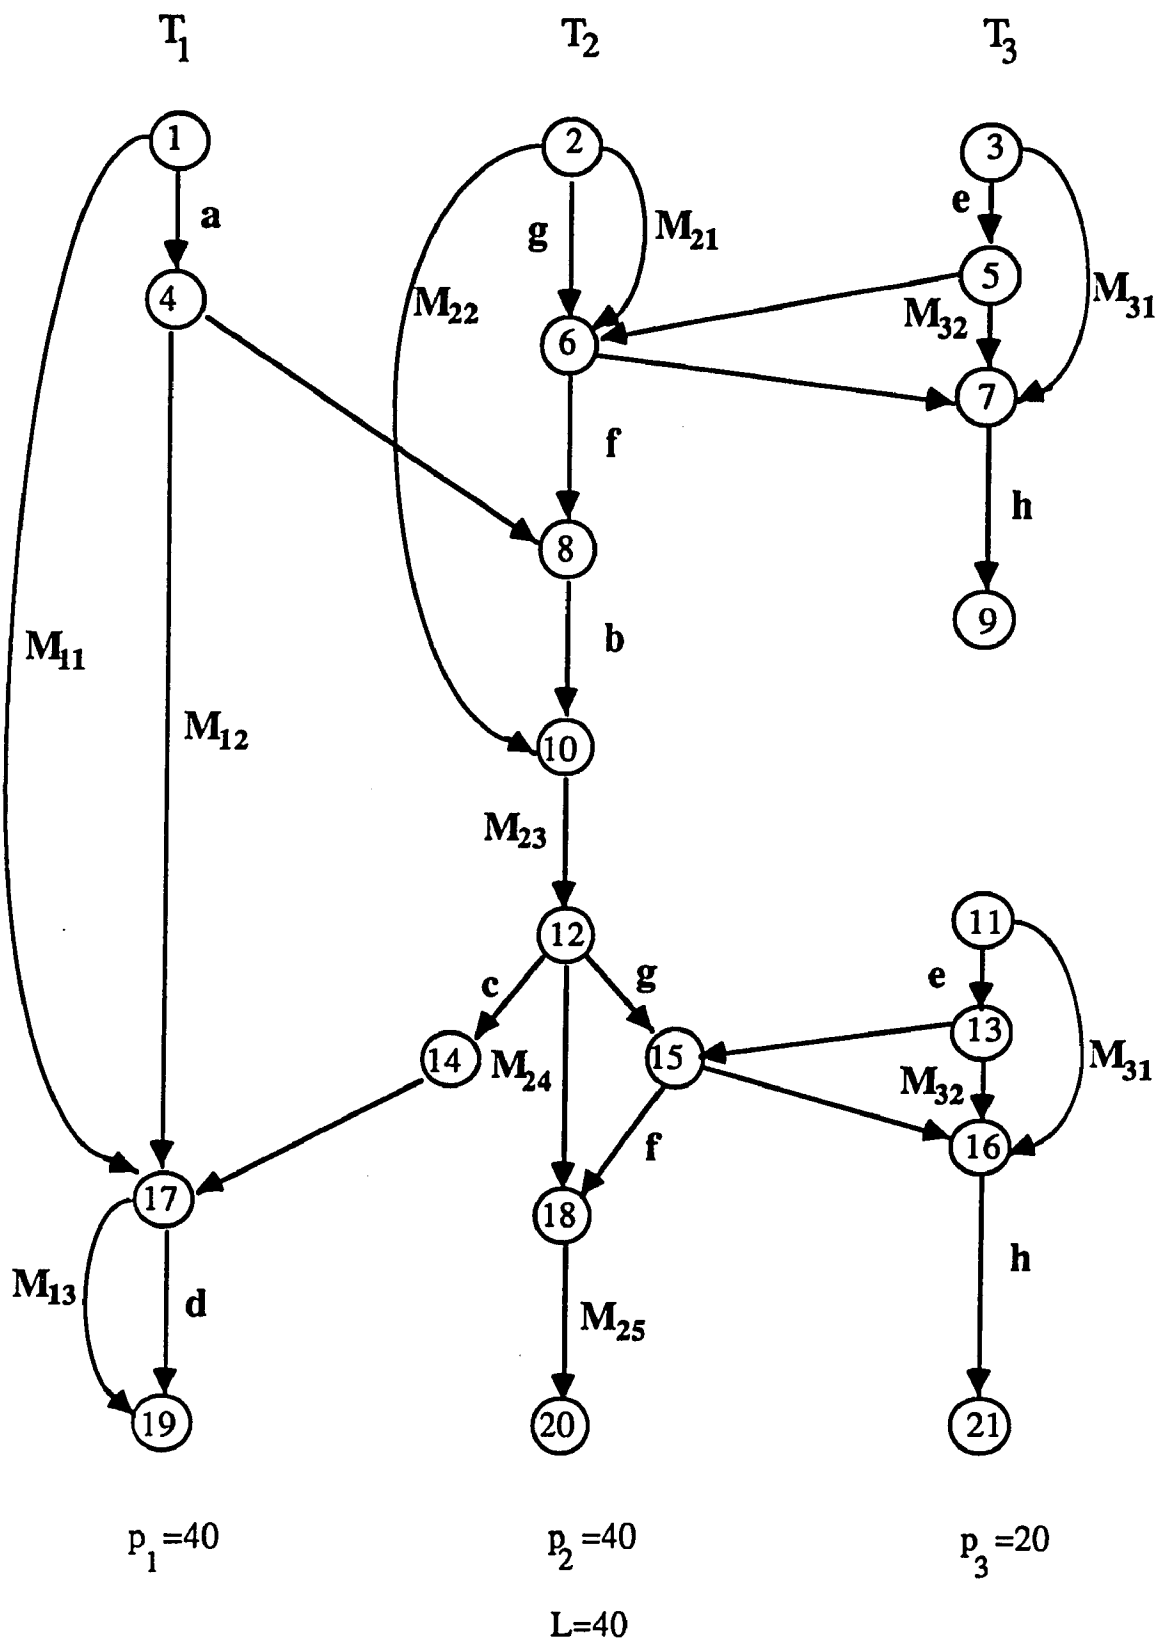 T₁ T₂ T₃
1 2 3
a g M₂₁ e
4 M₂₂ 5 M₃₁
6 M₃₂
7
f
8 h
b 9
M₁₁
M₁₂ 10
M₂₃
12 11
c g e
14 M₂₄ 15 13 M₃₁
M₃₂
f 16
17 18
M₁₃ d M₂₅ h
19 20 21
p₁=40 p₂=40 p₃=20
L=40